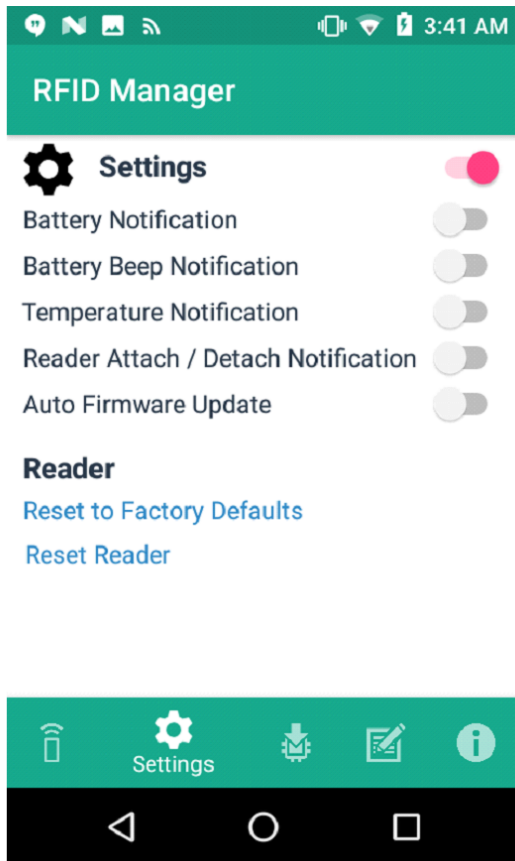 3:41 AM
RFID Manager
Settings
Battery Notification
Battery Beep Notification
Temperature Notification
Reader Attach / Detach Notification
Auto Firmware Update
Reader
Reset to Factory Defaults
Reset Reader
Settings